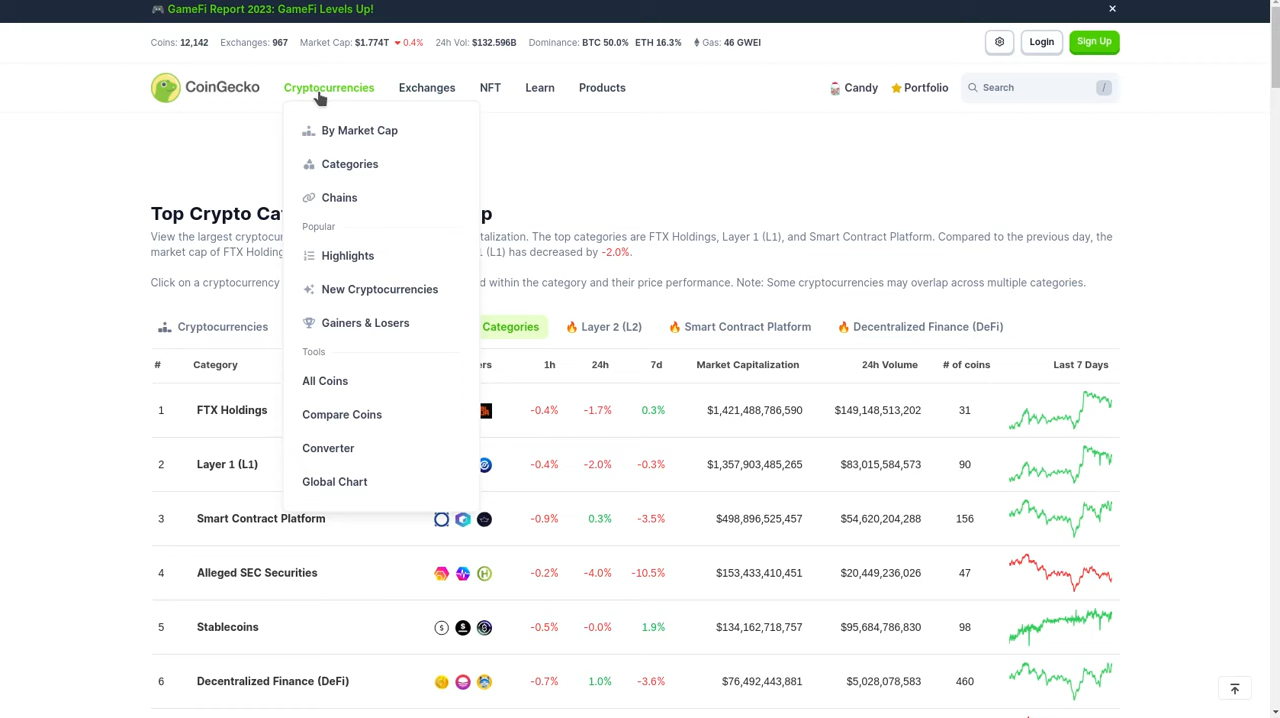 🎮 GameFi Report 2023: GameFi Levels Up!
Coins: 12,142 Exchanges: 967 Market Cap: $1.774T 0.4% 24h Vol: $132.596B Dominance: BTC 50.0% ETH 16.3% Gas: 46 GWEI
Login
Sign Up
CoinGecko Cryptocurrencies Exchanges NFT Learn Products Candy Portfolio Search /
By Market Cap
Categories
Chains
Popular
Highlights
New Cryptocurrencies
Gainers & Losers
Tools
All Coins
Compare Coins
Converter
Global Chart
Top Crypto Ca p
View the largest cryptocur talization. The top categories are FTX Holdings, Layer 1 (L1), and Smart Contract Platform. Compared to the previous day, the
market cap of FTX Holding (L1) has decreased by -2.0%.
Click on a cryptocurrency d within the category and their price performance. Note: Some cryptocurrencies may overlap across multiple categories.
Cryptocurrencies Categories 🔥 Layer 2 (L2) 🔥 Smart Contract Platform 🔥 Decentralized Finance (DeFi)
# Category ers 1h 24h 7d Market Capitalization 24h Volume # of coins Last 7 Days
1 FTX Holdings -0.4% -1.7% 0.3% $1,421,488,786,590 $149,148,513,202 31
2 Layer 1 (L1) -0.4% -2.0% -0.3% $1,357,903,485,265 $83,015,584,573 90
3 Smart Contract Platform -0.9% 0.3% -3.5% $498,896,525,457 $54,620,204,288 156
4 Alleged SEC Securities -0.2% -4.0% -10.5% $153,433,410,451 $20,449,236,026 47
5 Stablecoins -0.5% -0.0% 1.9% $134,162,718,757 $95,684,786,830 98
6 Decentralized Finance (DeFi) -0.7% 1.0% -3.6% $76,492,443,881 $5,028,078,583 460